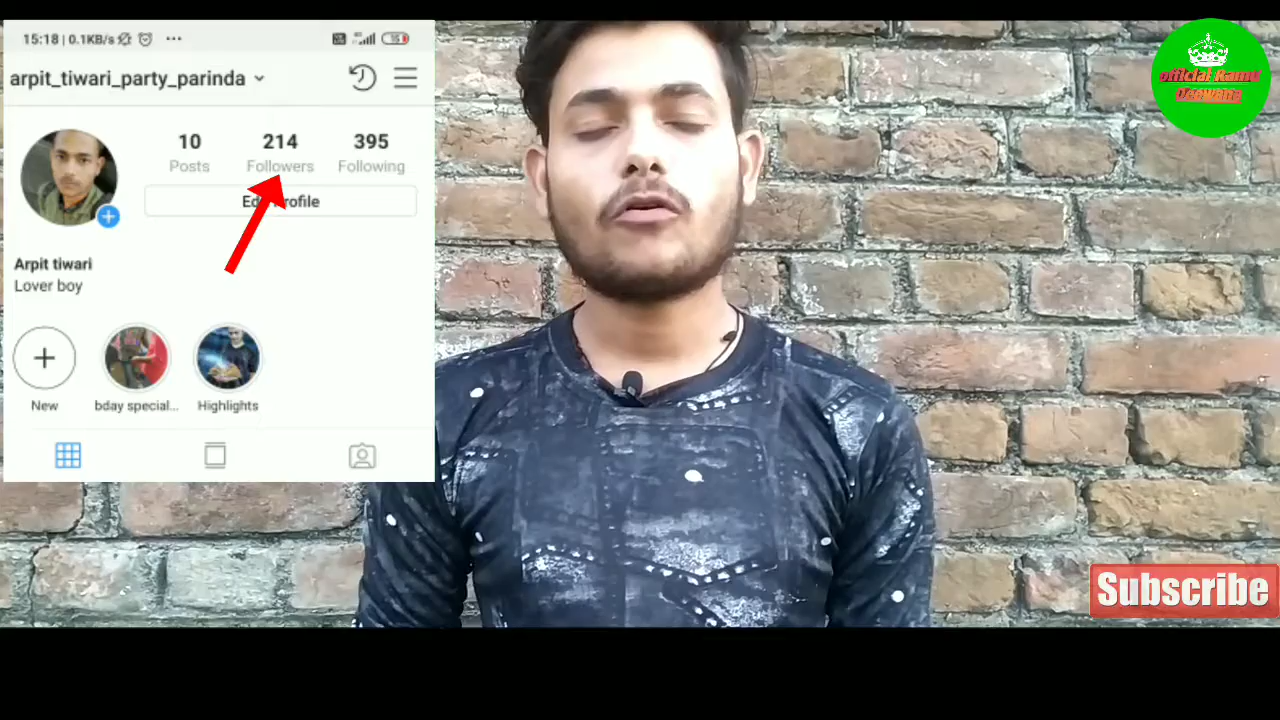 15:18 | 0.1KB/s
arpit_tiwari_party_parinda
10
214
395
Posts
Followers
Following
Profile
Arpit tiwari
Lover boy
New
bday special...
Highlights
official Ramu
Deewana
Subscribe